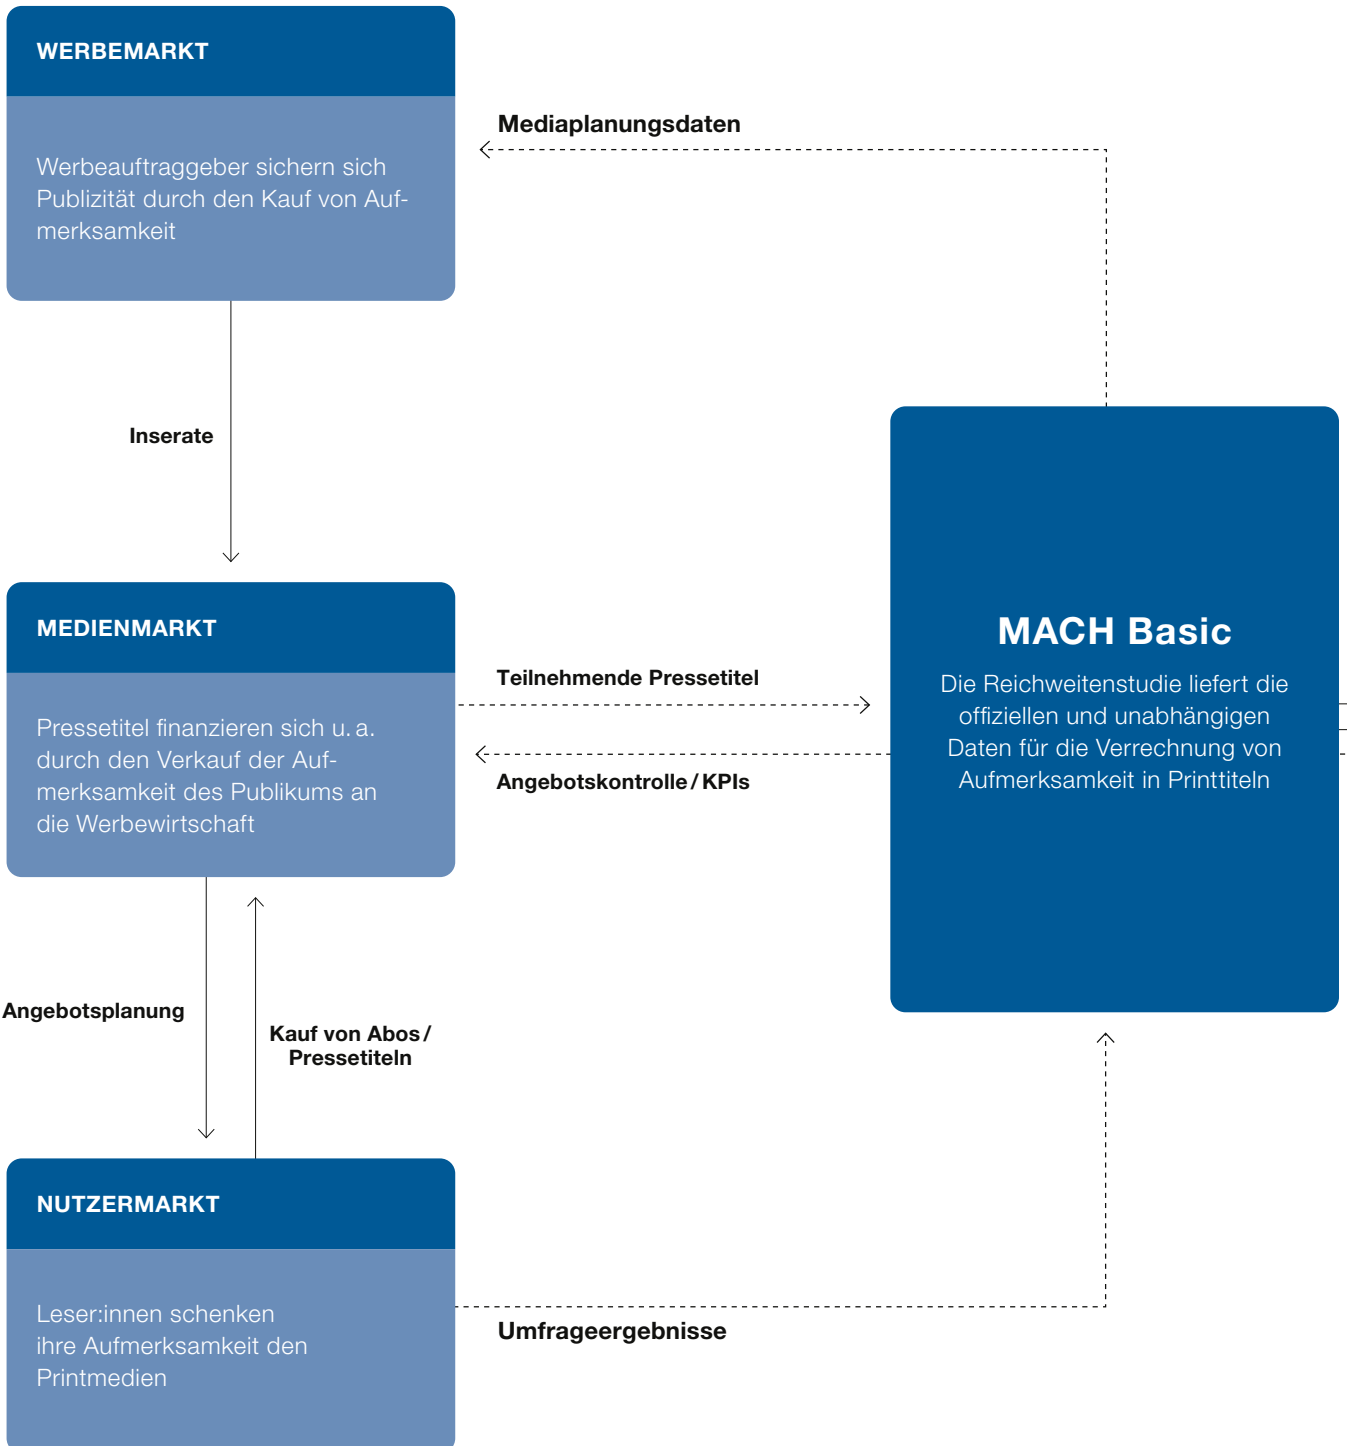 WERBEMARKT
Werbeauftraggeber sichern sich
Publizität durch den Kauf von Auf-
merksamkeit
Mediaplanungsdaten
Inserate
MEDIENMARKT
Pressetitel finanzieren sich u. a.
durch den Verkauf der Auf-
merksamkeit des Publikums an
die Werbewirtschaft
Teilnehmende Pressetitel
Angebotskontrolle / KPIs
MACH Basic
Die Reichweitenstudie liefert die
offiziellen und unabhängigen
Daten für die Verrechnung von
Aufmerksamkeit in Printtiteln
Angebotsplanung
Kauf von Abos /
Pressetiteln
NUTZERMARKT
Leser:innen schenken
ihre Aufmerksamkeit den
Printmedien
Umfrageergebnisse